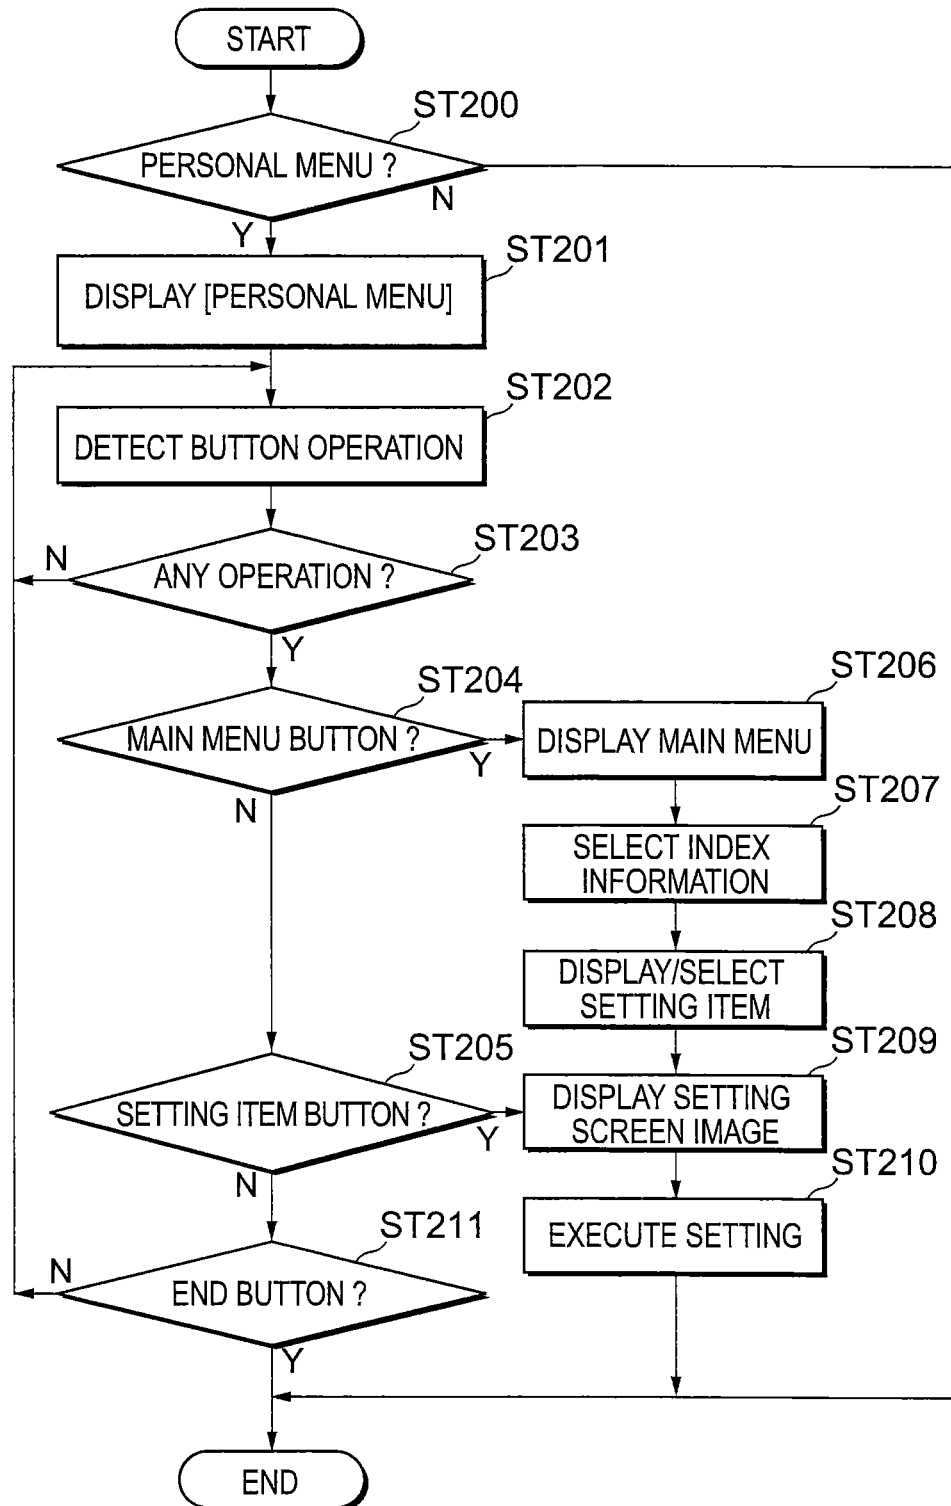 START
ST200
PERSONAL MENU ?
N
Y
ST201
DISPLAY [PERSONAL MENU]
ST202
DETECT BUTTON OPERATION
ST203
N
ANY OPERATION ?
Y
ST204
MAIN MENU BUTTON ?
Y
N
ST206
DISPLAY MAIN MENU
ST207
SELECT INDEX
INFORMATION
ST208
DISPLAY/SELECT
SETTING ITEM
ST205
SETTING ITEM BUTTON ?
Y
N
ST209
DISPLAY SETTING
SCREEN IMAGE
ST210
EXECUTE SETTING
ST211
N
END BUTTON ?
Y
END